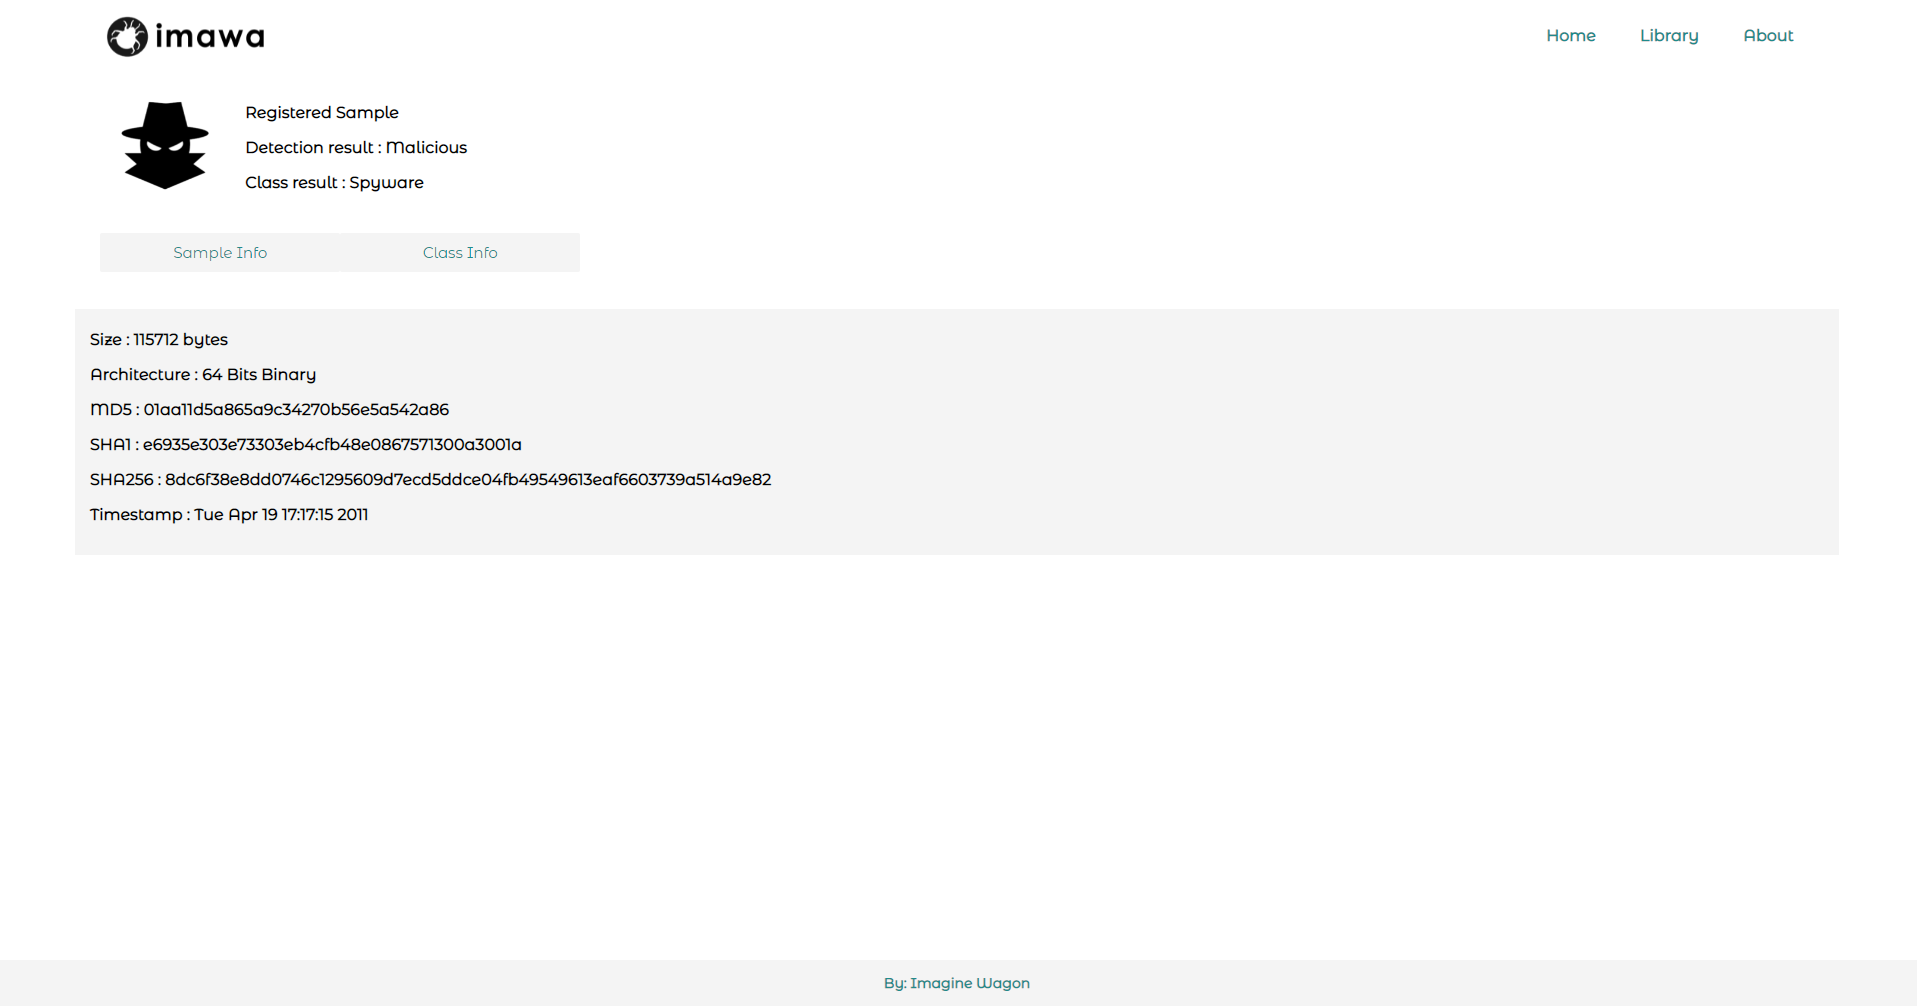 imawa
Home Library About
Registered Sample
Detection result : Malicious
Class result : Spyware
Sample Info Class Info
Size : 115712 bytes
Architecture : 64 Bits Binary
MD5 : 01aa11d5a865a9c34270b56e5a542a86
SHA1 : e6935e303e73303eb4cfb48e0867571300a3001a
SHA256 : 8dc6f38e8dd0746c1295609d7ecd5ddce04fb49549613eaf6603739a514a9e82
Timestamp : Tue Apr 19 17:17:15 2011
By: Imagine Wagon